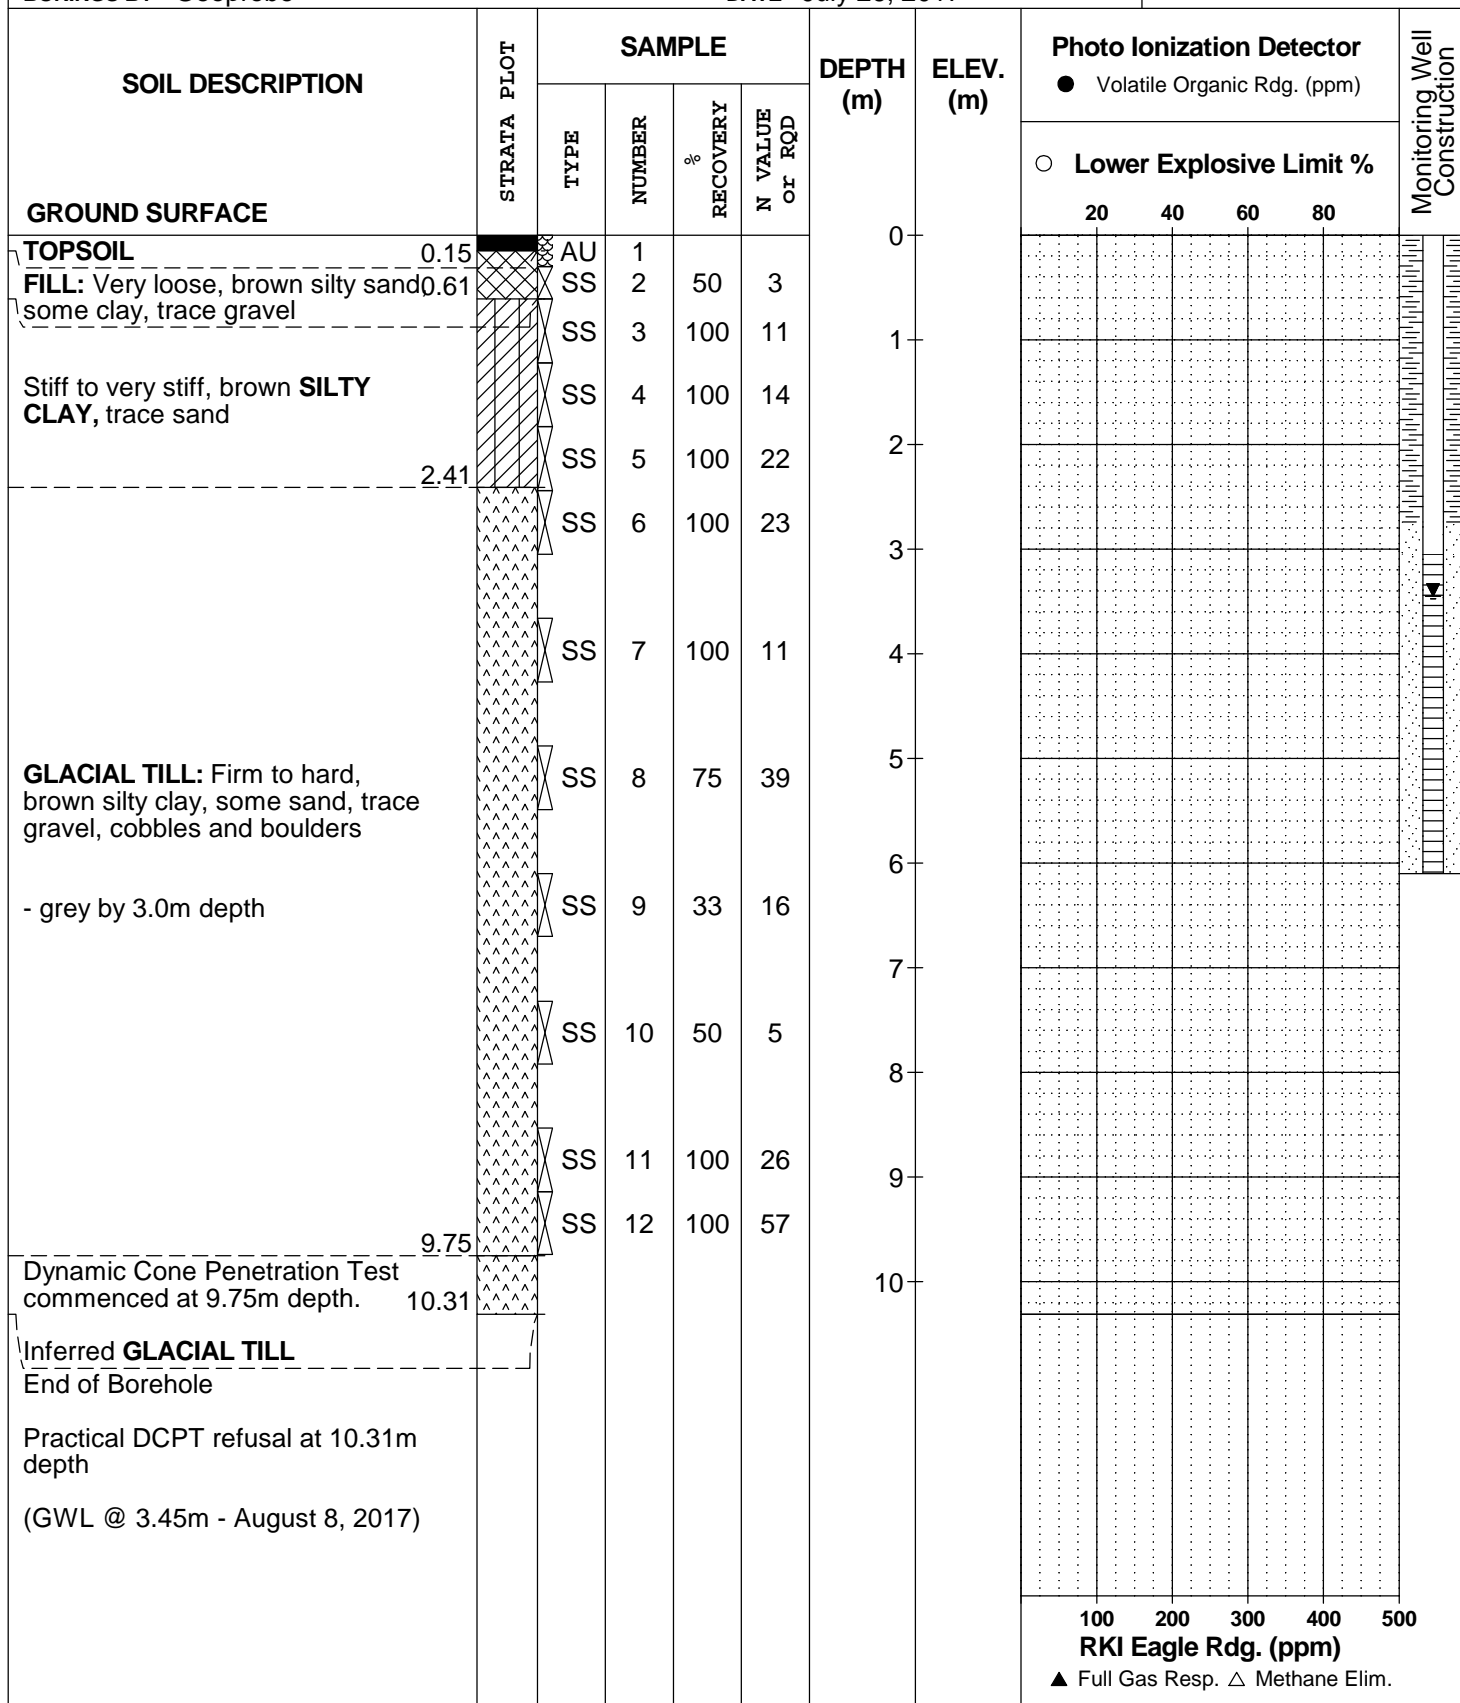 SOIL DESCRIPTION
GROUND SURFACE
STRATA PLOT
SAMPLE
TYPE
NUMBER
% RECOVERY
N VALUE or RQD
DEPTH (m)
ELEV. (m)
Photo Ionization Detector
● Volatile Organic Rdg. (ppm)
○ Lower Explosive Limit %
20 40 60 80
Monitoring Well Construction
TOPSOIL 0.15
FILL: Very loose, brown silty sand, 0.61
some clay, trace gravel
Stiff to very stiff, brown SILTY
CLAY, trace sand
2.41
GLACIAL TILL: Firm to hard,
brown silty clay, some sand, trace
gravel, cobbles and boulders
- grey by 3.0m depth
9.75
Dynamic Cone Penetration Test
commenced at 9.75m depth. 10.31
Inferred GLACIAL TILL
End of Borehole
Practical DCPT refusal at 10.31m
depth
(GWL @ 3.45m - August 8, 2017)
AU 1
SS 2 50 3
SS 3 100 11
SS 4 100 14
SS 5 100 22
SS 6 100 23
SS 7 100 11
SS 8 75 39
SS 9 33 16
SS 10 50 5
SS 11 100 26
SS 12 100 57
0
1
2
3
4
5
6
7
8
9
10
100 200 300 400 500
RKI Eagle Rdg. (ppm)
▲ Full Gas Resp. △ Methane Elim.